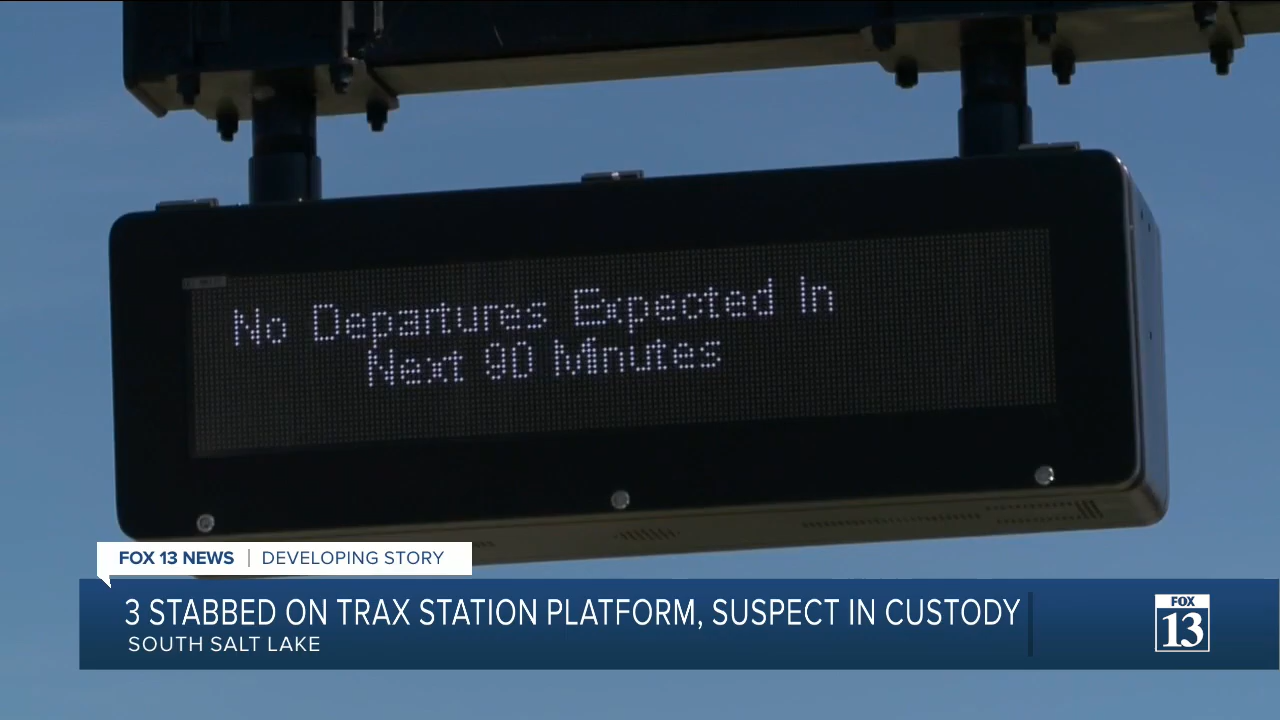 No Departures Expected In
Next 90 Minutes
FOX 13 NEWS | DEVELOPING STORY
3 STABBED ON TRAX STATION PLATFORM, SUSPECT IN CUSTODY
SOUTH SALT LAKE
FOX
13